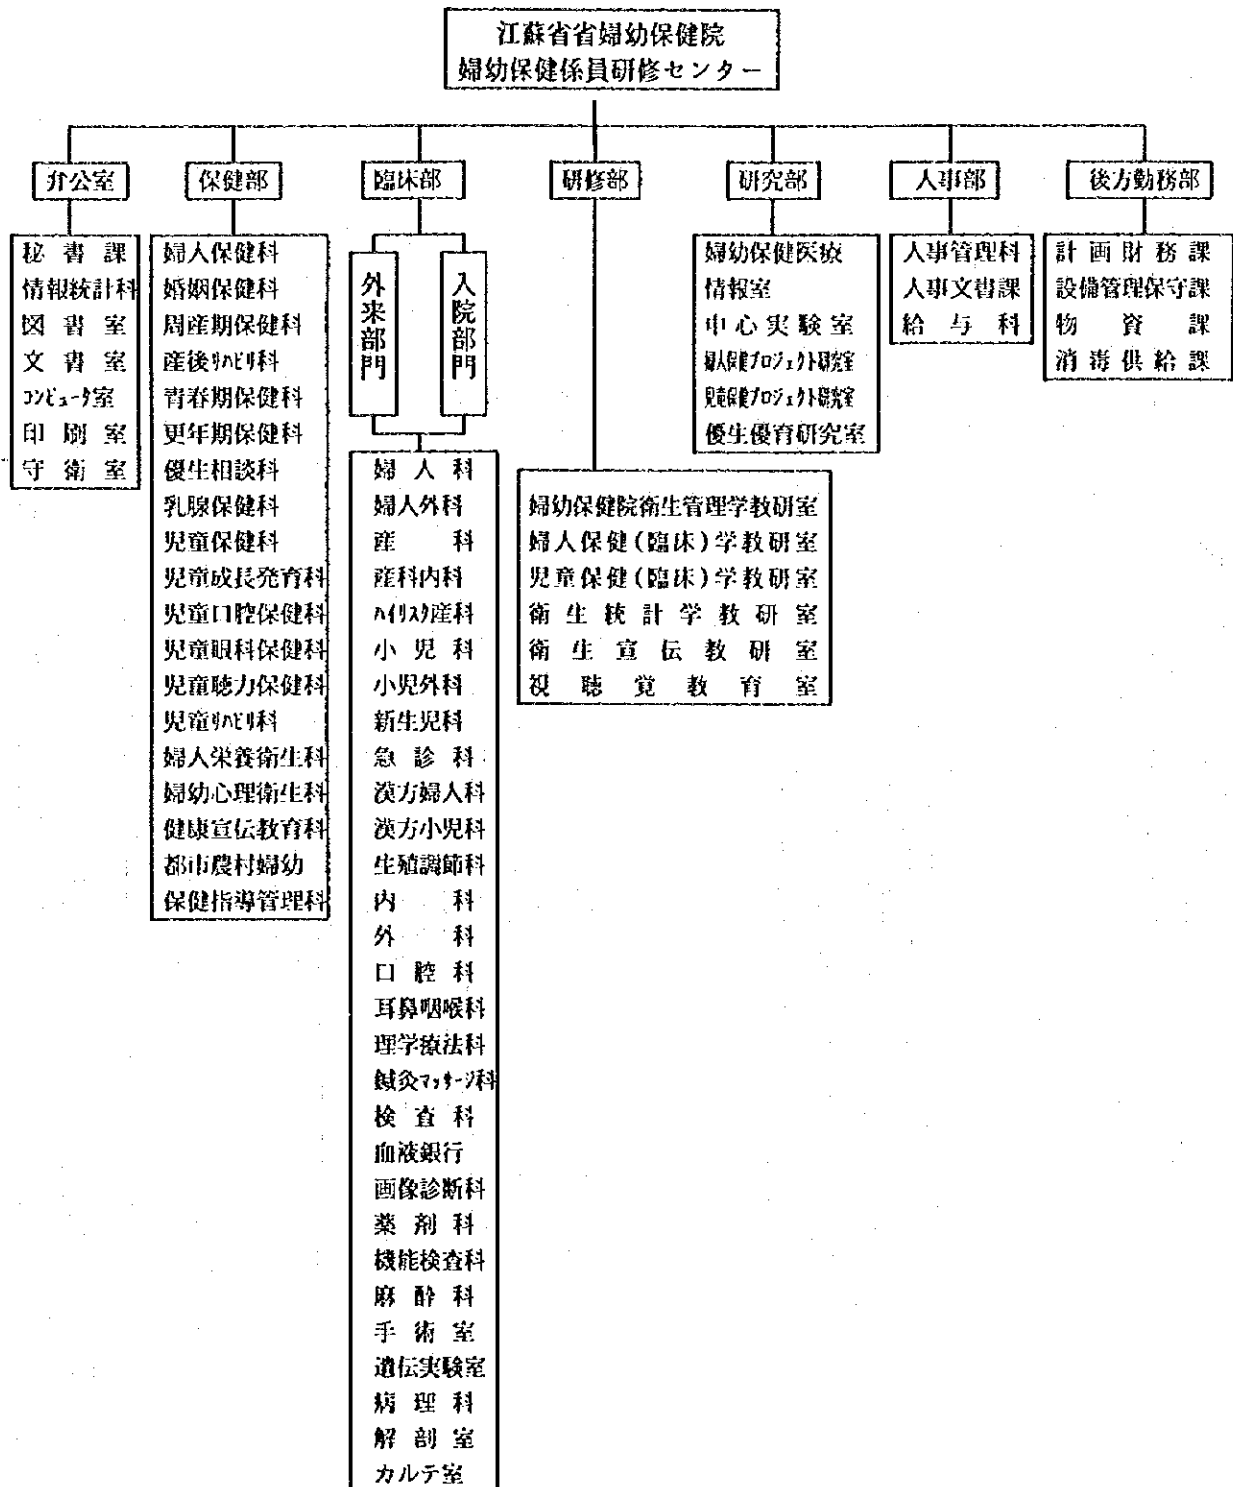 江蘇省省婦幼保健院
婦幼保健係員研修センター
弁公室
保健部
臨床部
研修部
研究部
人事部
後方勤務部
秘書課
情報統計科
図書室
文書室
コンピュータ室
印刷室
守衛室
婦人保健科
婚姻保健科
周産期保健科
産後リハビリ科
青春期保健科
更年期保健科
優生相談科
乳腺保健科
児童保健科
児童成長発育科
児童口腔保健科
児童眼科保健科
児童聴力保健科
児童リハビリ科
婦人栄養衛生科
婦幼心理衛生科
健康宣伝教育科
都市農村婦幼
保健指導管理科
外来部門
入院部門
婦人科
婦人外科
産科
産科内科
ハイリスク産科
小児科
小児外科
新生児科
急診科
漢方婦人科
漢方小児科
生殖調節科
内科
外科
口腔科
耳鼻咽喉科
理学療法科
鍼灸マッサージ科
検査科
血液銀行
画像診断科
薬剤科
機能検査科
麻酔科
手術室
遺伝実験室
病理科
解剖室
カルテ室
婦幼保健院衛生管理学教研室
婦人保健(臨床)学教研室
児童保健(臨床)学教研室
衛生統計学教研室
衛生宣伝教研室
視聴覚教育室
婦幼保健医療
情報室
中心実験室
婦人保健プロジェクト研究室
児童保健プロジェクト研究室
優生優育研究室
人事管理科
人事文書課
給与科
計画財務課
設備管理保守課
物資課
消毒供給課